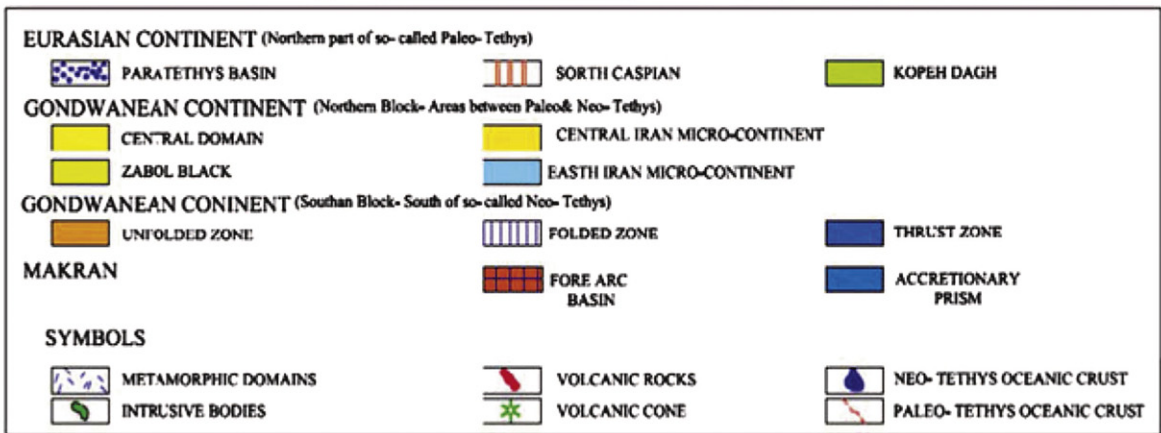 EURASIAN CONTINENT (Northern part of so- called Paleo- Tethys)
PARATETHYS BASIN SORTH CASPIAN KOPEH DAGH
GONDWANEAN CONTINENT (Northern Block- Areas between Paleo& Neo- Tethys)
CENTRAL DOMAIN CENTRAL IRAN MICRO-CONTINENT
ZABOL BLACK EASTH IRAN MICRO-CONTINENT
GONDWANEAN CONINENT (Southan Block- South of so- called Neo- Tethys)
UNFOLDED ZONE FOLDED ZONE THRUST ZONE
MAKRAN FORE ARC BASIN ACCRETIONARY PRISM
SYMBOLS
METAMORPHIC DOMAINS VOLCANIC ROCKS NEO- TETHYS OCEANIC CRUST
INTRUSIVE BODIES VOLCANIC CONE PALEO- TETHYS OCEANIC CRUST